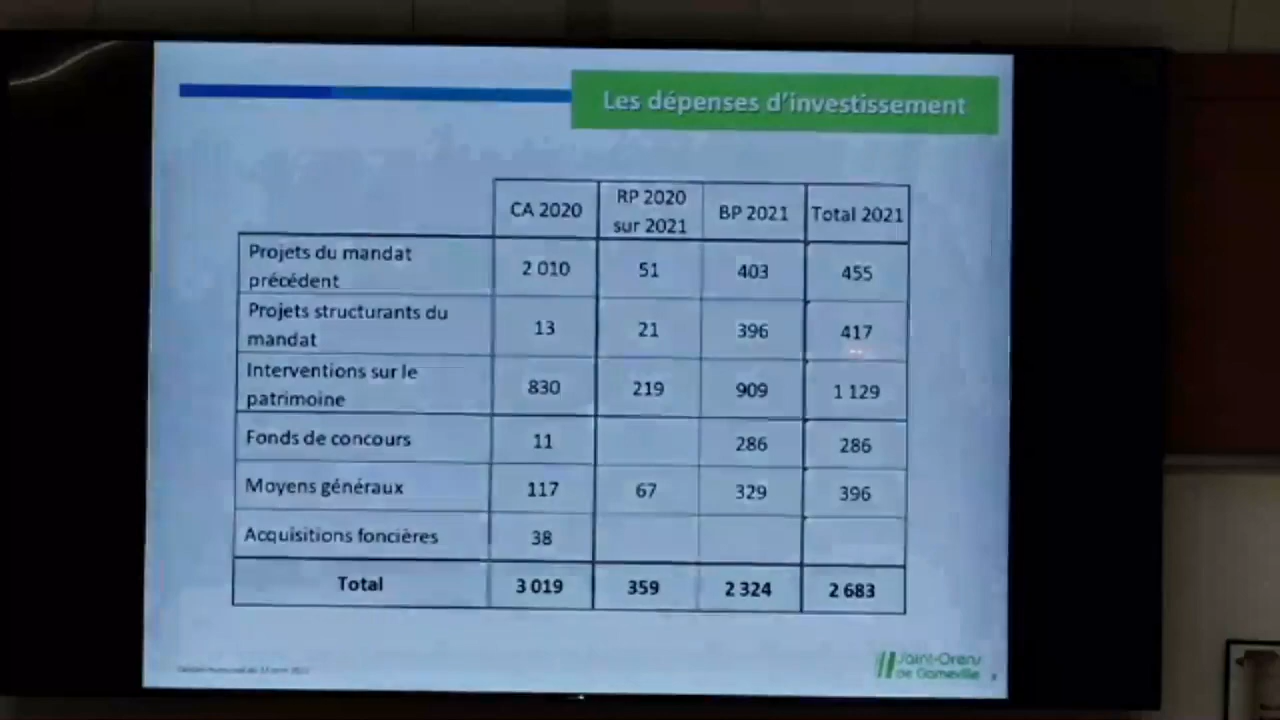 Les dépenses d'investissement
CA 2020
RP 2020
sur 2021
BP 2021
Total 2021
Projets du mandat
précédent
2 010
51
403
455
Projets structurants du
mandat
13
21
396
417
Interventions sur le
patrimoine
830
219
909
1 129
Fonds de concours
11
286
286
Moyens généraux
117
67
329
396
Acquisitions foncières
38
Total
3 019
359
2 324
2 683
Saint-Orens
de Gameville